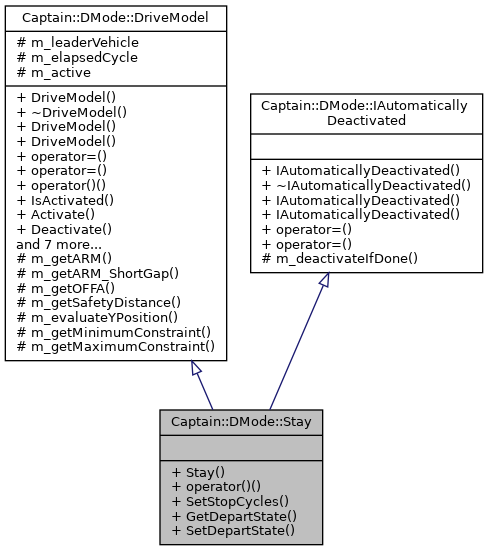 Captain::DMode::DriveModel
# m_leaderVehicle
# m_elapsedCycle
# m_active
+ DriveModel()
+ ~DriveModel()
+ DriveModel()
+ DriveModel()
+ operator=()
+ operator=()
+ operator()()
+ IsActivated()
+ Activate()
+ Deactivate()
and 7 more...
# m_getARM()
# m_getARM_ShortGap()
# m_getOFFA()
# m_getSafetyDistance()
# m_evaluateYPosition()
# m_getMinimumConstraint()
# m_getMaximumConstraint()
Captain::DMode::IAutomatically
Deactivated
+ IAutomaticallyDeactivated()
+ ~IAutomaticallyDeactivated()
+ IAutomaticallyDeactivated()
+ IAutomaticallyDeactivated()
+ operator=()
+ operator=()
# m_deactivateIfDone()
Captain::DMode::Stay
+ Stay()
+ operator()()
+ SetStopCycles()
+ GetDepartState()
+ SetDepartState()